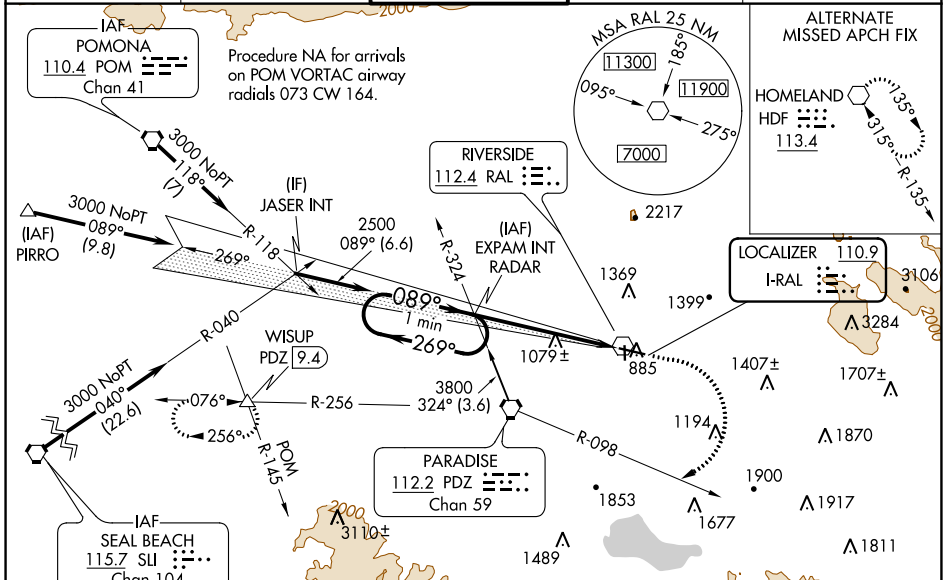 IAF
POMONA
110.4 POM
Chan 41
Procedure NA for arrivals
on POM VORTAC airway
radials 073 CW 164.
2000
MSA RAL 25 NM
185°
11300
11900
095°
275°
7000
ALTERNATE
MISSED APCH FIX
HOMELAND
HDF
113.4
135°
315°
R-135
3000 NoPT
118°
(7)
R-118
(IF)
JASER INT
RIVERSIDE
112.4 RAL
2217
3000 NoPT
089°
(9.8)
(IAF)
PIRRO
269°
2500
089° (6.6)
R-324
(IAF)
EXPAM INT
RADAR
LOCALIZER 110.9
I-RAL
1369
1399
3106
3284
2000
089°
1 min
269°
1079±
885
1407±
1707±
R-040
WISUP
PDZ 9.4
3000 NoPT
040°
(22.6)
076°
256°
R-256
3800
324° (3.6)
1194
1870
POM
R-145
R-098
PARADISE
112.2 PDZ
Chan 59
1900
1853
1677
1917
2000
3110±
1489
1811
IAF
SEAL BEACH
115.7 SLI
Chan 104